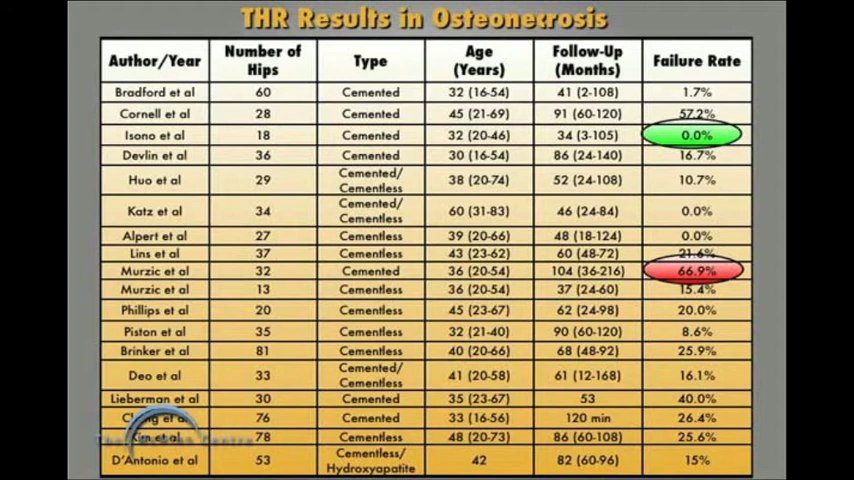 THR Results in Osteonecrosis
Author/Year Number of Hips Type Age (Years) Follow-Up (Months) Failure Rate
Bradford et al 60 Cemented 32 (16-54) 41 (2-108) 1.7%
Cornell et al 28 Cemented 45 (21-69) 91 (60-120) 57.2%
Isono et al 18 Cemented 32 (20-46) 34 (3-105) 0.0%
Devlin et al 36 Cemented 30 (16-54) 86 (24-140) 16.7%
Huo et al 29 Cemented/ Cementless 38 (20-74) 52 (24-108) 10.7%
Katz et al 34 Cemented/ Cementless 60 (31-83) 46 (24-84) 0.0%
Alpert et al 27 Cementless 39 (20-66) 48 (18-124) 0.0%
Lins et al 37 Cementless 43 (23-62) 60 (48-72) 21.6%
Murzic et al 32 Cemented 36 (20-54) 104 (36-216) 66.9%
Murzic et al 13 Cementless 36 (20-54) 37 (24-60) 15.4%
Phillips et al 20 Cementless 45 (23-67) 62 (24-98) 20.0%
Piston et al 35 Cementless 32 (21-40) 90 (60-120) 8.6%
Brinker et al 81 Cementless 40 (20-66) 68 (48-92) 25.9%
Deo et al 33 Cemented/ Cementless 41 (20-58) 61 (12-168) 16.1%
Lieberman et al 30 Cemented 35 (23-67) 53 40.0%
et al 76 Cemented 33 (16-56) 120 min 26.4%
Kim et al 78 Cementless 48 (20-73) 86 (60-108) 25.6%
D'Antonio et al 53 Cementless/ Hydroxyapatite 42 82 (60-96) 15%